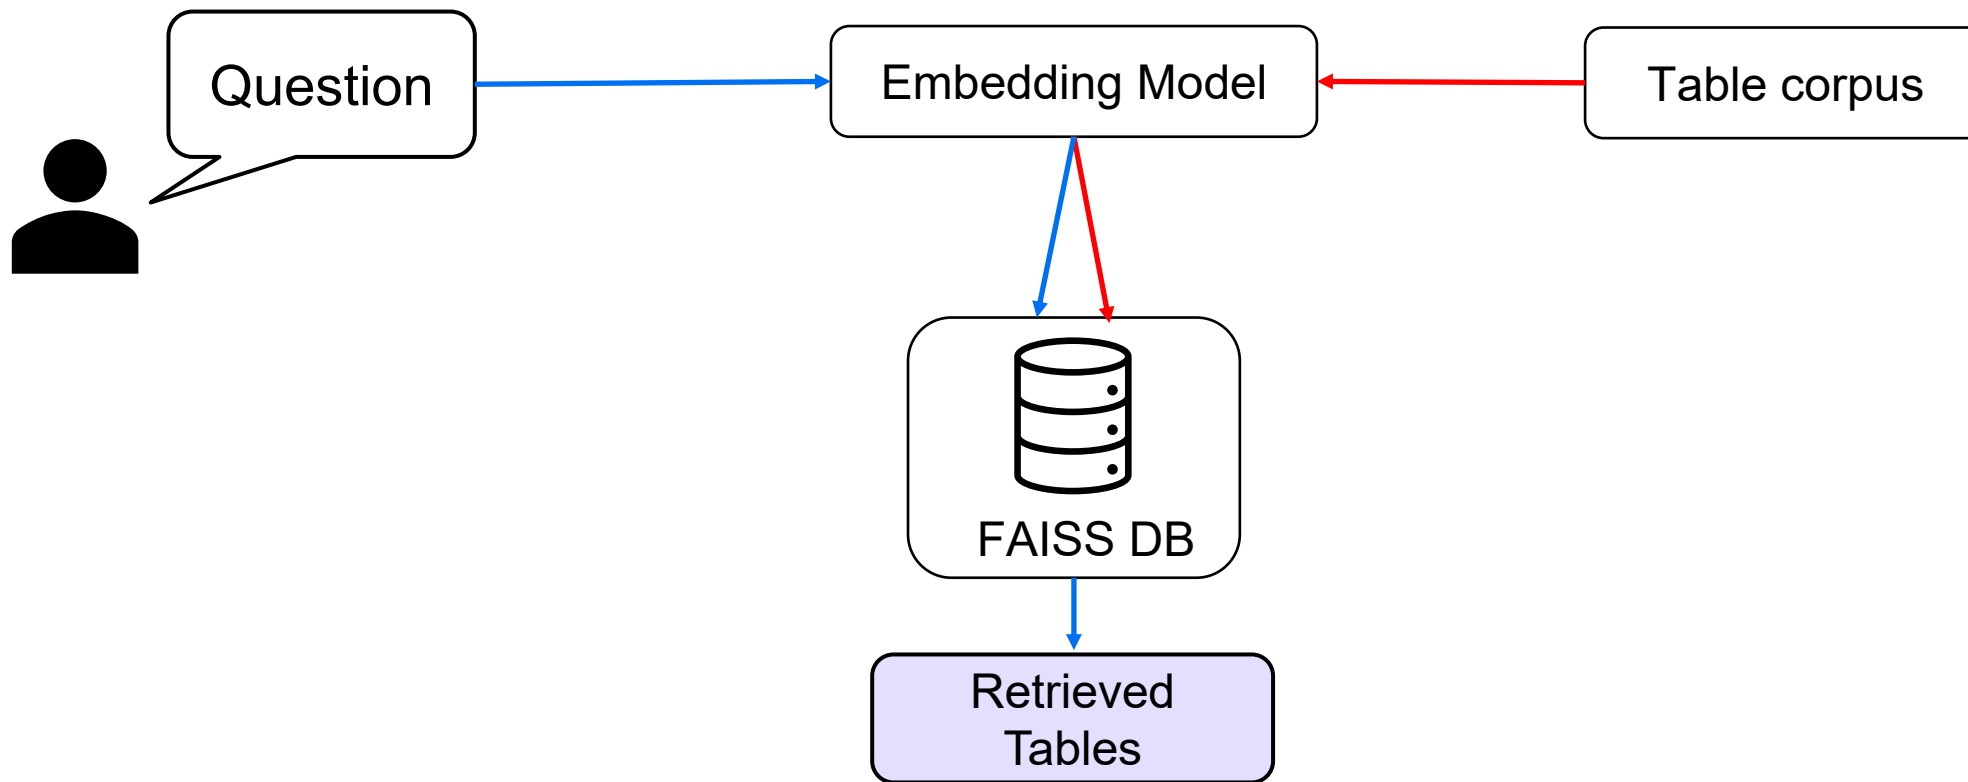 Question
Embedding Model
Table corpus
FAISS DB
Retrieved
Tables